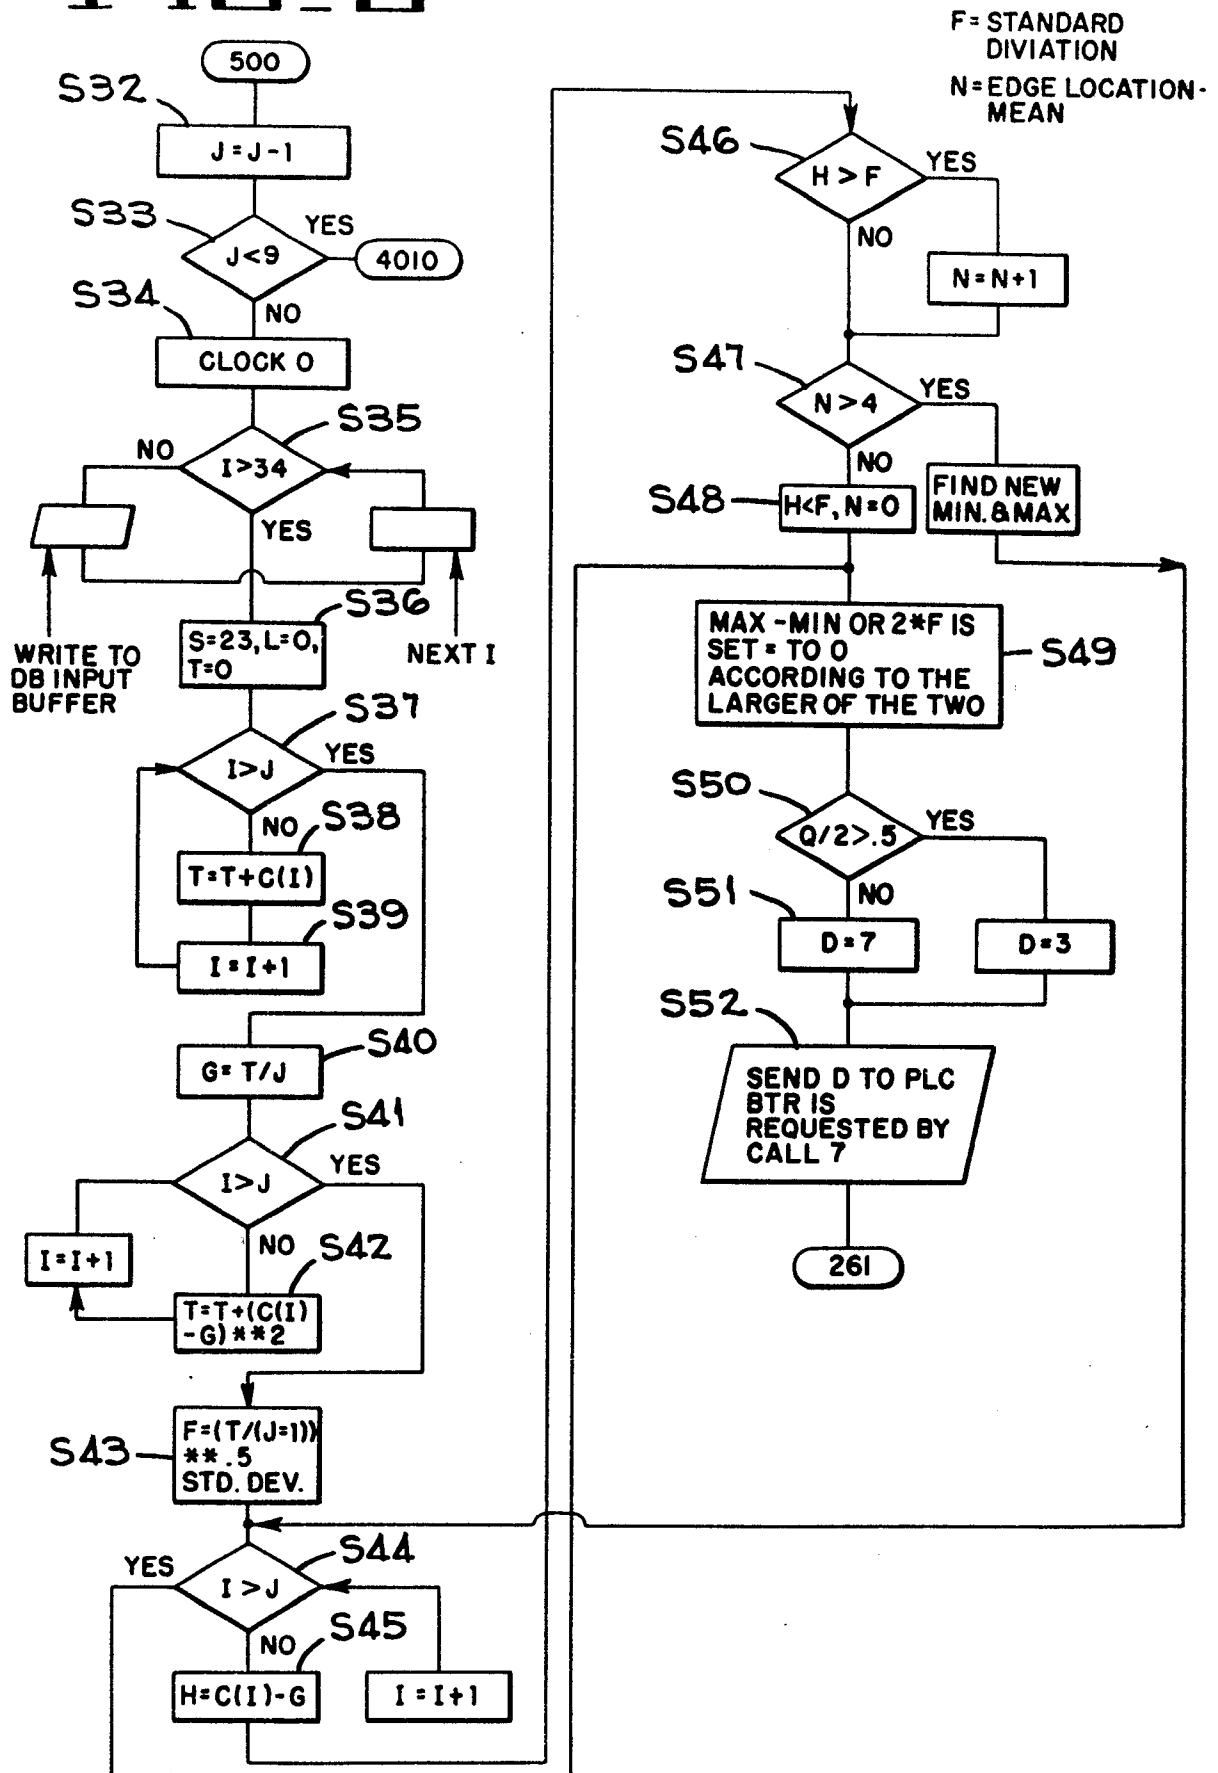 F= STANDARD
DIVIATION
N= EDGE LOCATION-
MEAN
500
S32
J=J-1
S33
J<9
YES
4010
NO
S34
CLOCK 0
S35
NO
I>34
YES
WRITE TO
DB INPUT
BUFFER
NEXT I
S36
S=23, L=0,
T=0
S37
I>J
YES
NO
S38
T=T+C(I)
S39
I=I+1
S40
G= T/J
S41
I>J
YES
NO
I=I+1
S42
T=T+(C(I)
-G)**2
S43
F=(T/(J=1))
**.5
STD. DEV.
S44
YES
I>J
NO
S45
H=C(I)-G
I=I+1
S46
H>F
YES
NO
N=N+1
S47
N>4
YES
NO
S48
H<F, N=0
FIND NEW
MIN.&MAX
MAX-MIN OR 2*F IS
SET = TO 0
ACCORDING TO THE
LARGER OF THE TWO
S49
S50
Q/2>.5
YES
NO
S51
D=7
D=3
S52
SEND D TO PLC
BTR IS
REQUESTED BY
CALL 7
261